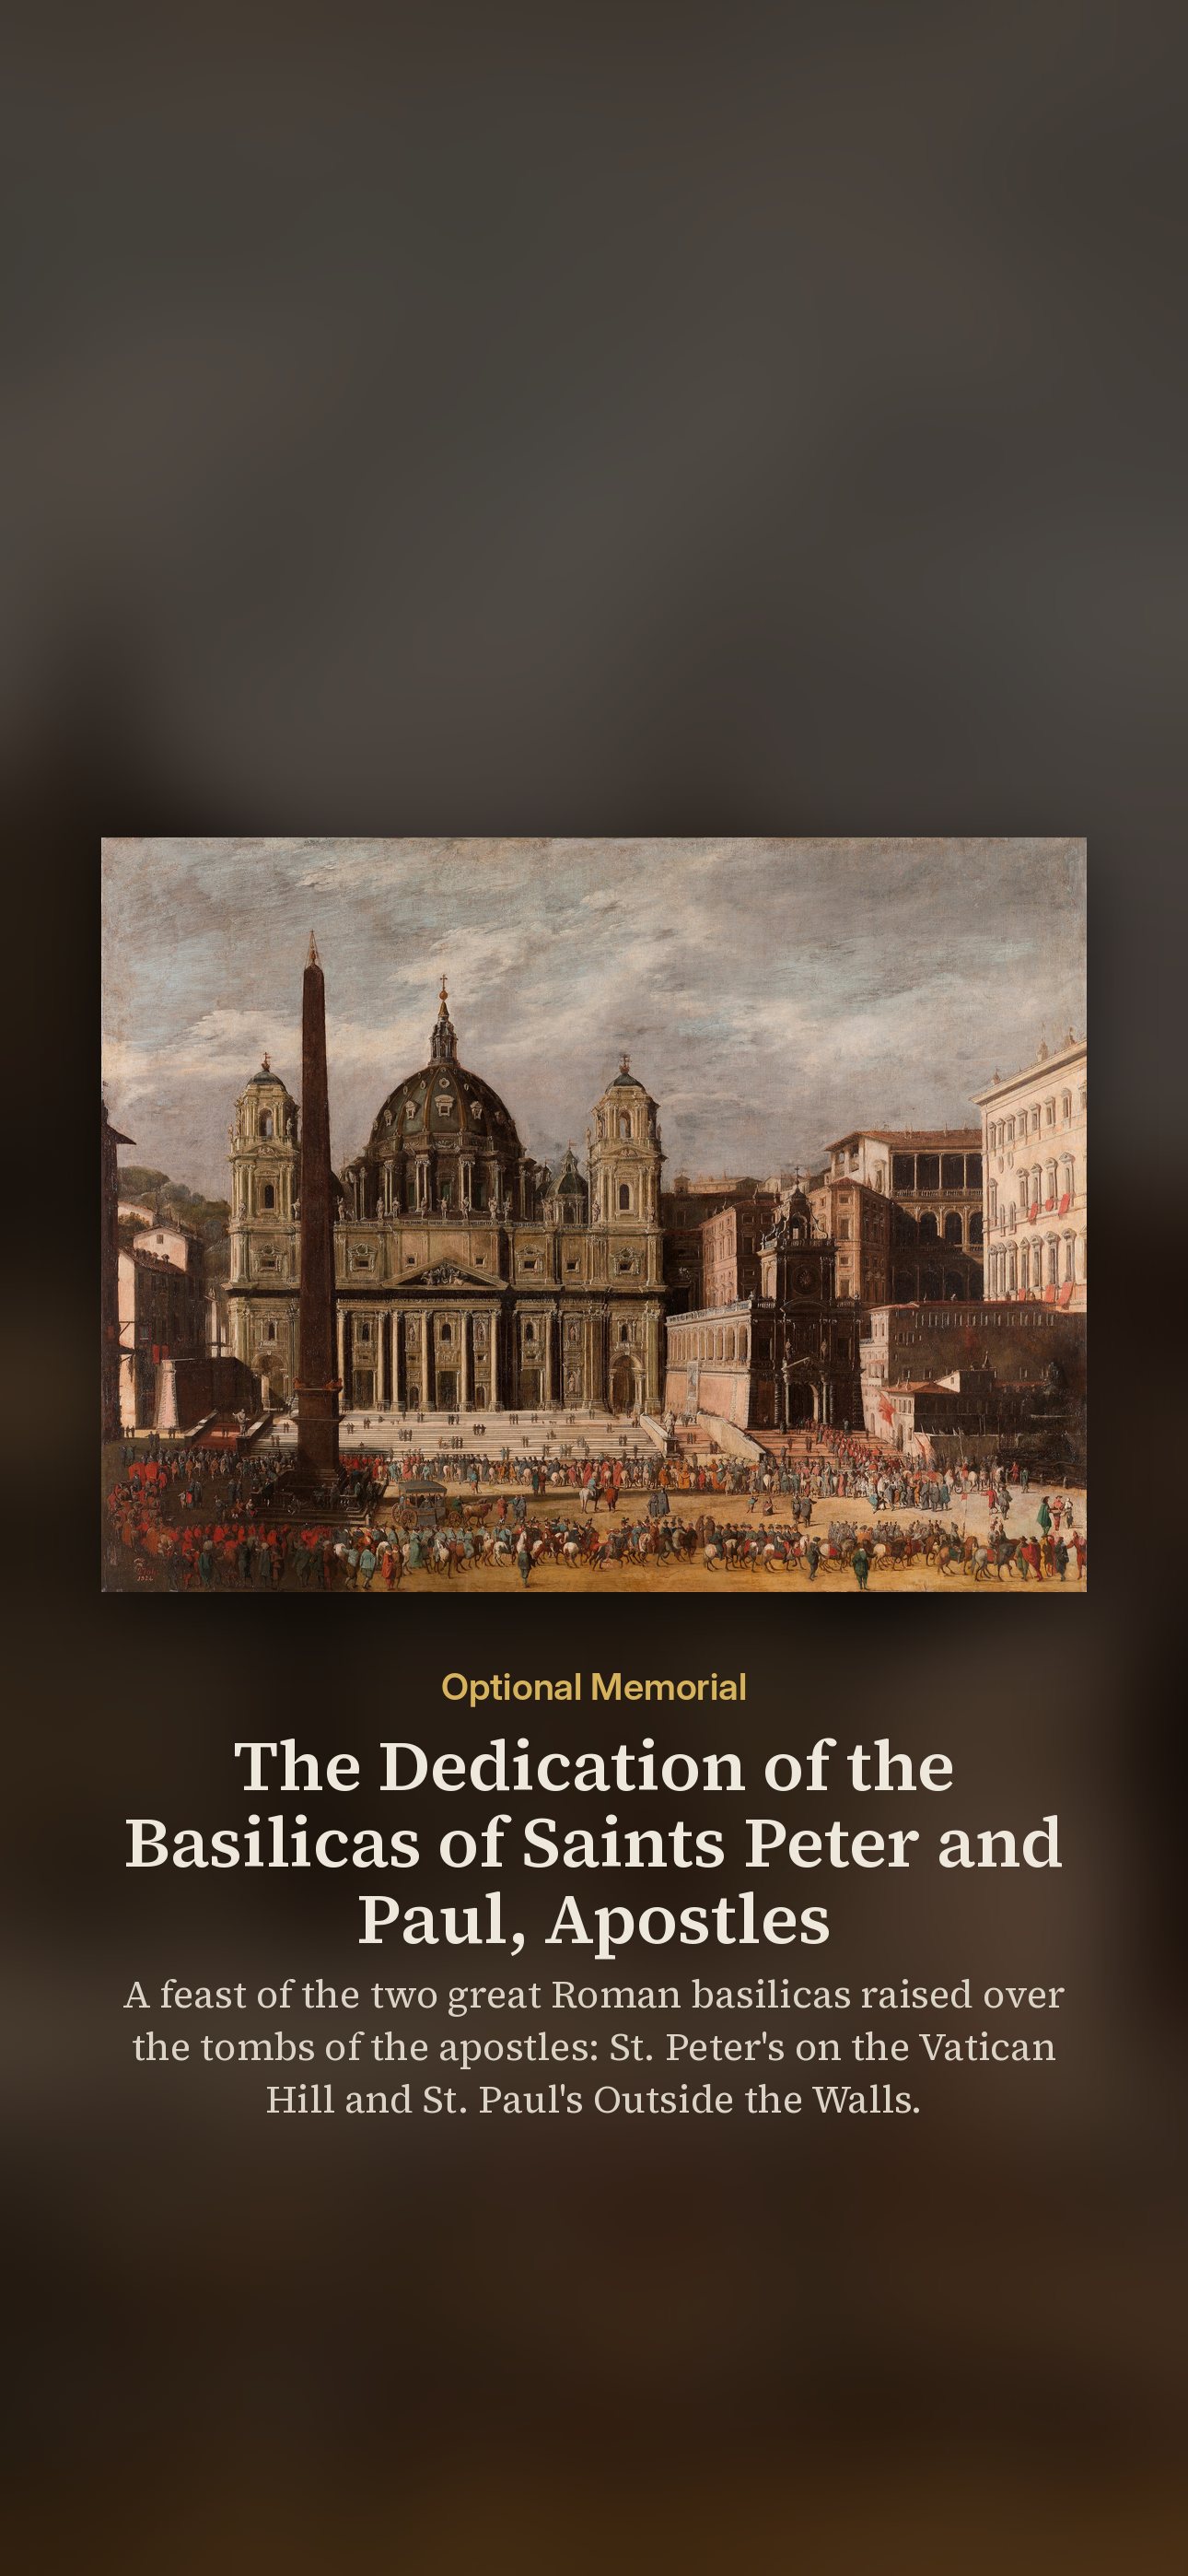 Optional Memorial
The Dedication of the
Basilicas of Saints Peter and
Paul, Apostles
A feast of the two great Roman basilicas raised over
the tombs of the apostles: St. Peter's on the Vatican
Hill and St. Paul's Outside the Walls.